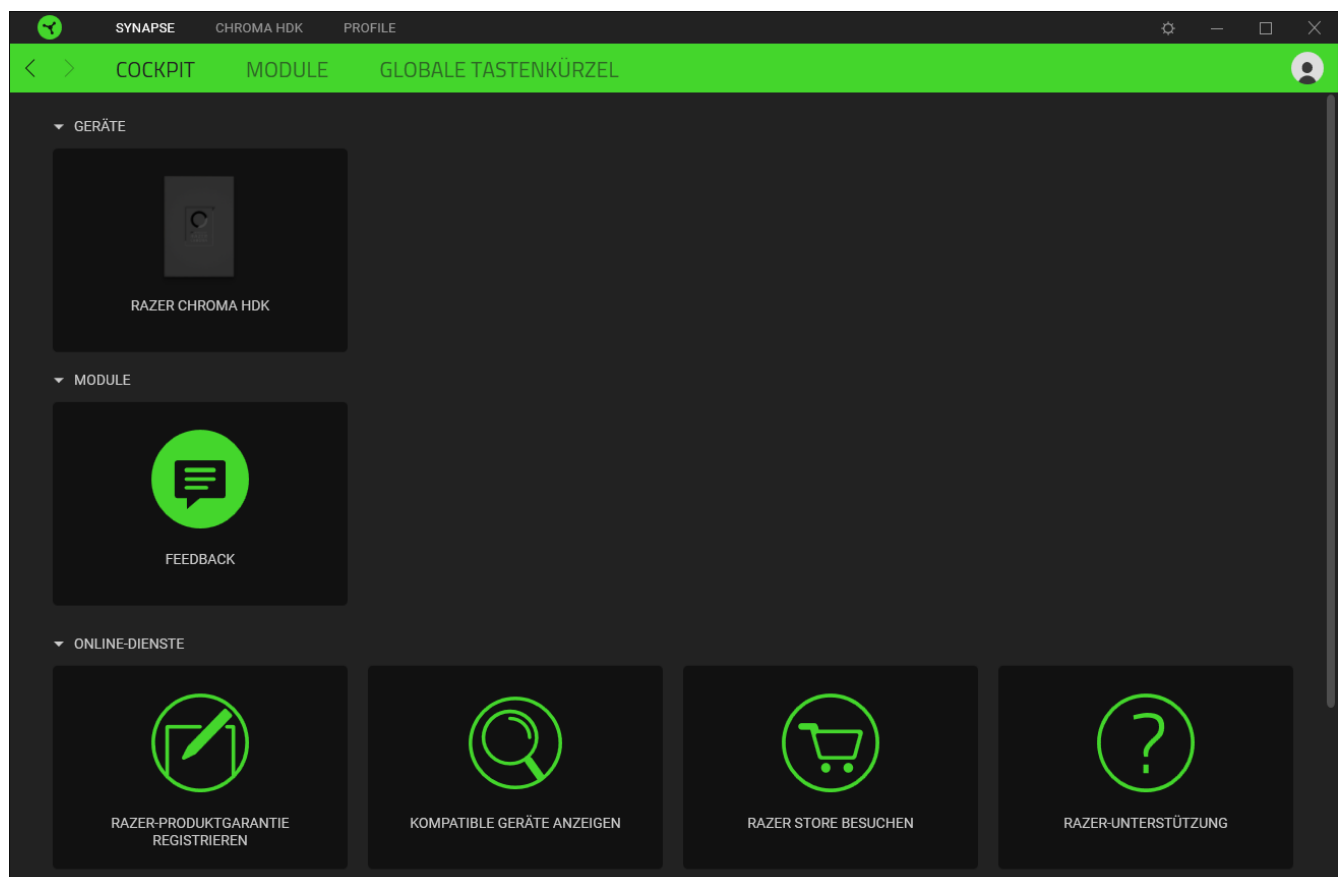 SYNAPSE CHROMA HDK PROFILE
COCKPIT MODULE GLOBALE TASTENKÜRZEL
GERÄTE
RAZER CHROMA HDK
MODULE
FEEDBACK
ONLINE-DIENSTE
RAZER-PRODUKTGARANTIE
REGISTRIEREN
KOMPATIBLE GERÄTE ANZEIGEN
RAZER STORE BESUCHEN
RAZER-UNTERSTÜTZUNG